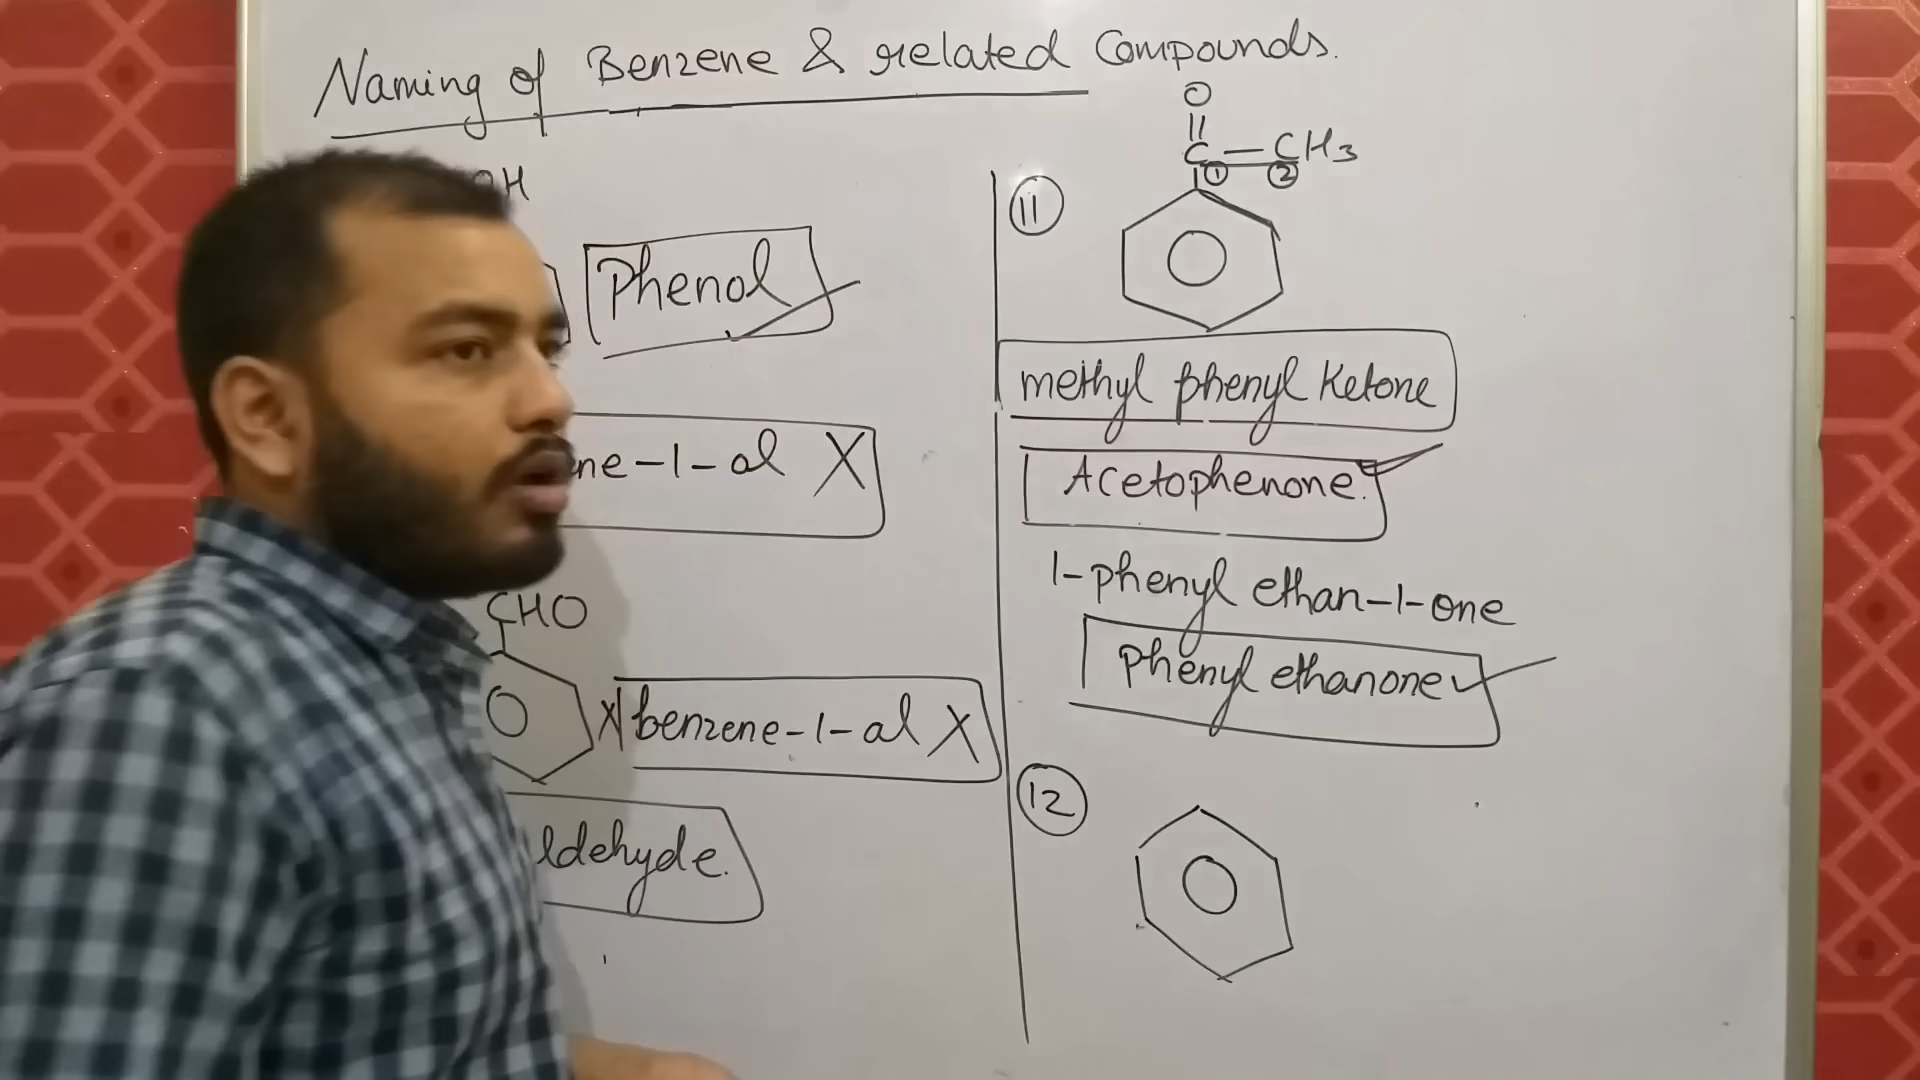 Naming of Benzene & related Compounds.
OH
Phenol
ne-1-al X
CHO
X benzene-1-al X
ldehyde.
11
O
C - CH3
1 2
methyl phenyl ketone
Acetophenone.
1-phenyl ethan-1-one
Phenyl ethanone
12